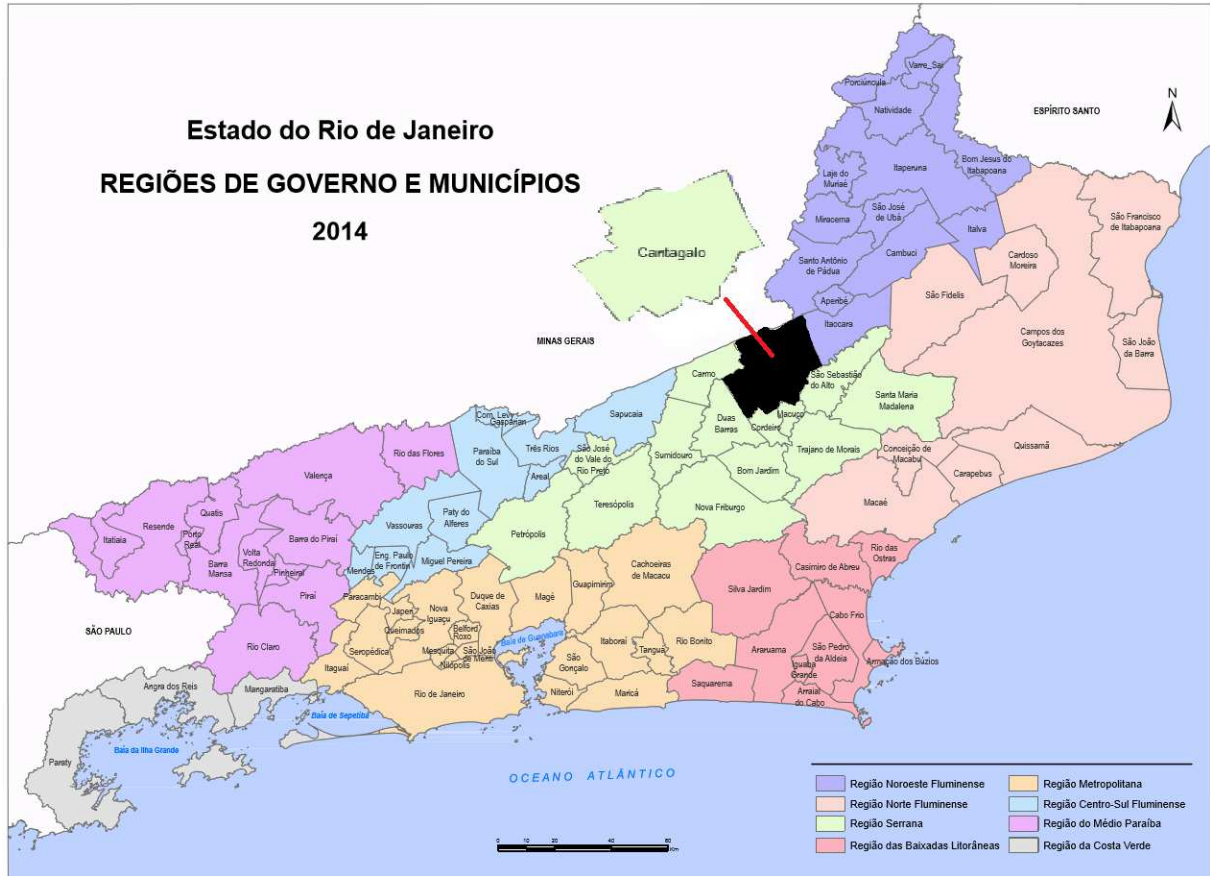 Estado do Rio de Janeiro
REGIÕES DE GOVERNO E MUNICÍPIOS
2014
N
ESPÍRITO SANTO
MINAS GERAIS
SÃO PAULO
Cantagalo
Varre_Sai
Porciúncula
Natividade
Itaperuna
Bom Jesus do
Itabapoana
Laje do
Muriaé
São José
de Ubá
Miracema
Italva
Cambuci
Santo Antônio
de Pádua
Aperibé
Itaocara
São Francisco
de Itabapoana
Cardoso
Moreira
São Fidelis
Campos dos
Goytacazes
São João
da Barra
Carmo
São Sebastião
do Alto
Santa Maria
Madalena
Macuco
Cordeiro
Duas
Barras
Trajano de Morais
Conceição de
Macabu
Quissamã
Carapebus
Macaé
Sumidouro
Bom Jardim
Nova Friburgo
Sapucaia
Com. Levy
Gasparian
Três Rios
Paraíba
do Sul
Areal
São José
do Vale do
Rio Preto
Teresópolis
Petrópolis
Rio das Flores
Valença
Vassouras
Paty do
Alferes
Miguel Pereira
Eng. Paulo
de Frontin
Mendes
Quatis
Resende
Itatiaia
Porto
Real
Barra
Mansa
Volta
Redonda
Barra do Piraí
Pinheiral
Piraí
Rio Claro
Paracambi
Japeri
Queimados
Nova
Iguaçu
Duque de
Caxias
Magé
Guapimirim
Cachoeiras
de Macacu
Belford
Roxo
Mesquita
São João
de Meriti
Nilópolis
Seropédica
Itaguaí
Rio de Janeiro
Baía de Guanabara
São
Gonçalo
Itaboraí
Tanguá
Rio Bonito
Niterói
Maricá
Silva Jardim
Casimiro de Abreu
Rio das
Ostras
Cabo Frio
Araruama
São Pedro
da Aldeia
Iguaba
Grande
Armação dos Búzios
Saquarema
Arraial
do Cabo
Angra dos Reis
Mangaratiba
Paraty
Baía da Ilha Grande
Baía de Sepetiba
OCEANO ATLÂNTICO
0 10 20 40 60
Km
Região Noroeste Fluminense
Região Norte Fluminense
Região Serrana
Região das Baixadas Litorâneas
Região Metropolitana
Região Centro-Sul Fluminense
Região do Médio Paraíba
Região da Costa Verde